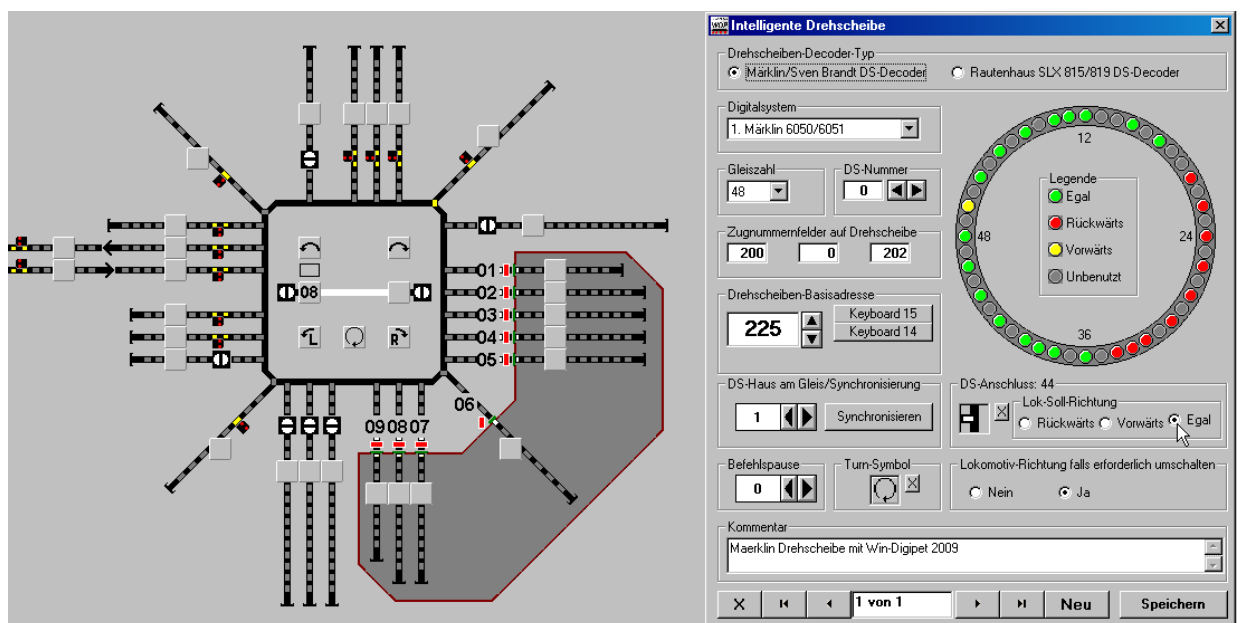 01
02
03
04
05
06
09 08 07
08
L
R
Intelligente Drehscheibe
Drehscheiben-Decoder-Typ
Märklin/Sven Brandt DS-Decoder
Rautenhaus SLX 815/819 DS-Decoder
Digitalsystem
1. Märklin 6050/6051
Gleiszahl
48
DS-Nummer
0
Zugnummernfelder auf Drehscheibe
200 0 202
Drehscheiben-Basisadresse
225
Keyboard 15
Keyboard 14
12
24
36
48
Legende
Egal
Rückwärts
Vorwärts
Unbenutzt
DS-Haus am Gleis/Synchronisierung
1
Synchronisieren
DS-Anschluss: 44
X
Lok-Soll-Richtung
Rückwärts Vorwärts Egal
Befehlspause
0
Turn-Symbol
X
Lokomotiv-Richtung falls erforderlich umschalten
Nein Ja
Kommentar
Maerklin Drehscheibe mit Win-Digipet 2009
X 1 von 1 Neu Speichern